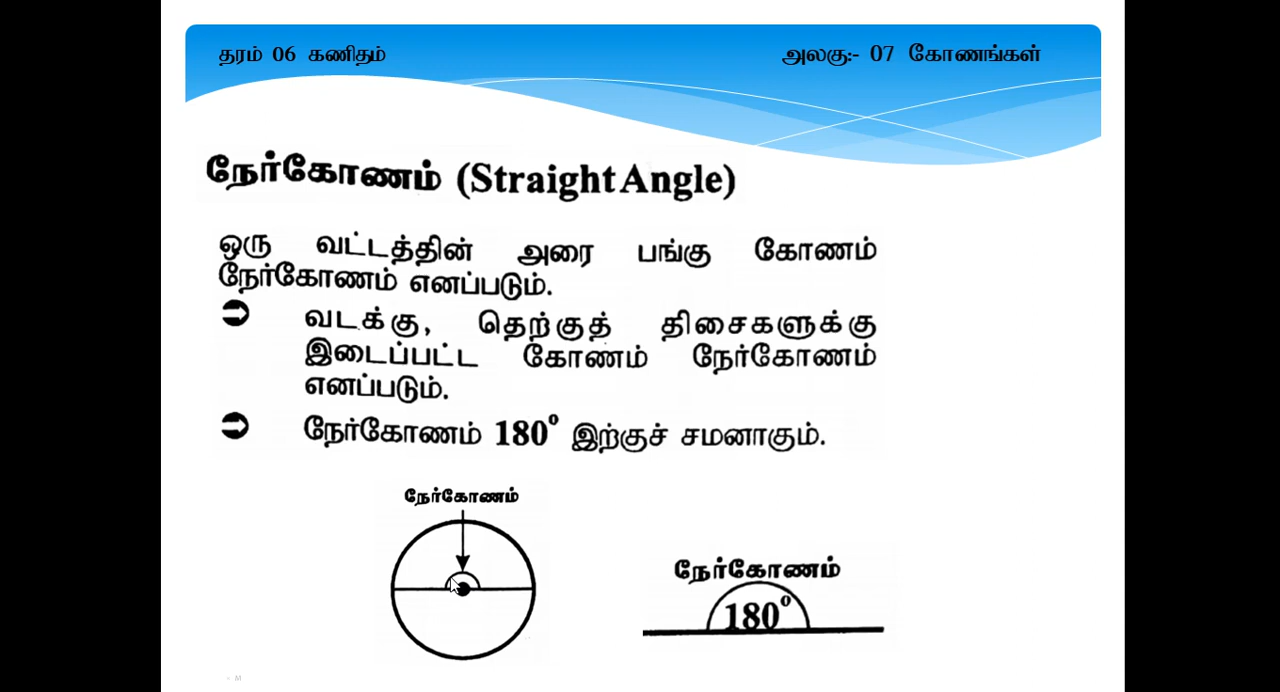 தரம் 06 கணிதம்
அலகு:- 07 கோணங்கள்
நேர்கோணம் (Straight Angle)
ஒரு வட்டத்தின் அரை பங்கு கோணம்
நேர்கோணம் எனப்படும்.
➲ வடக்கு, தெற்குத் திசைகளுக்கு
இடைப்பட்ட கோணம் நேர்கோணம்
எனப்படும்.
➲ நேர்கோணம் 180° இற்குச் சமனாகும்.
நேர்கோணம்
நேர்கோணம்
180°
M